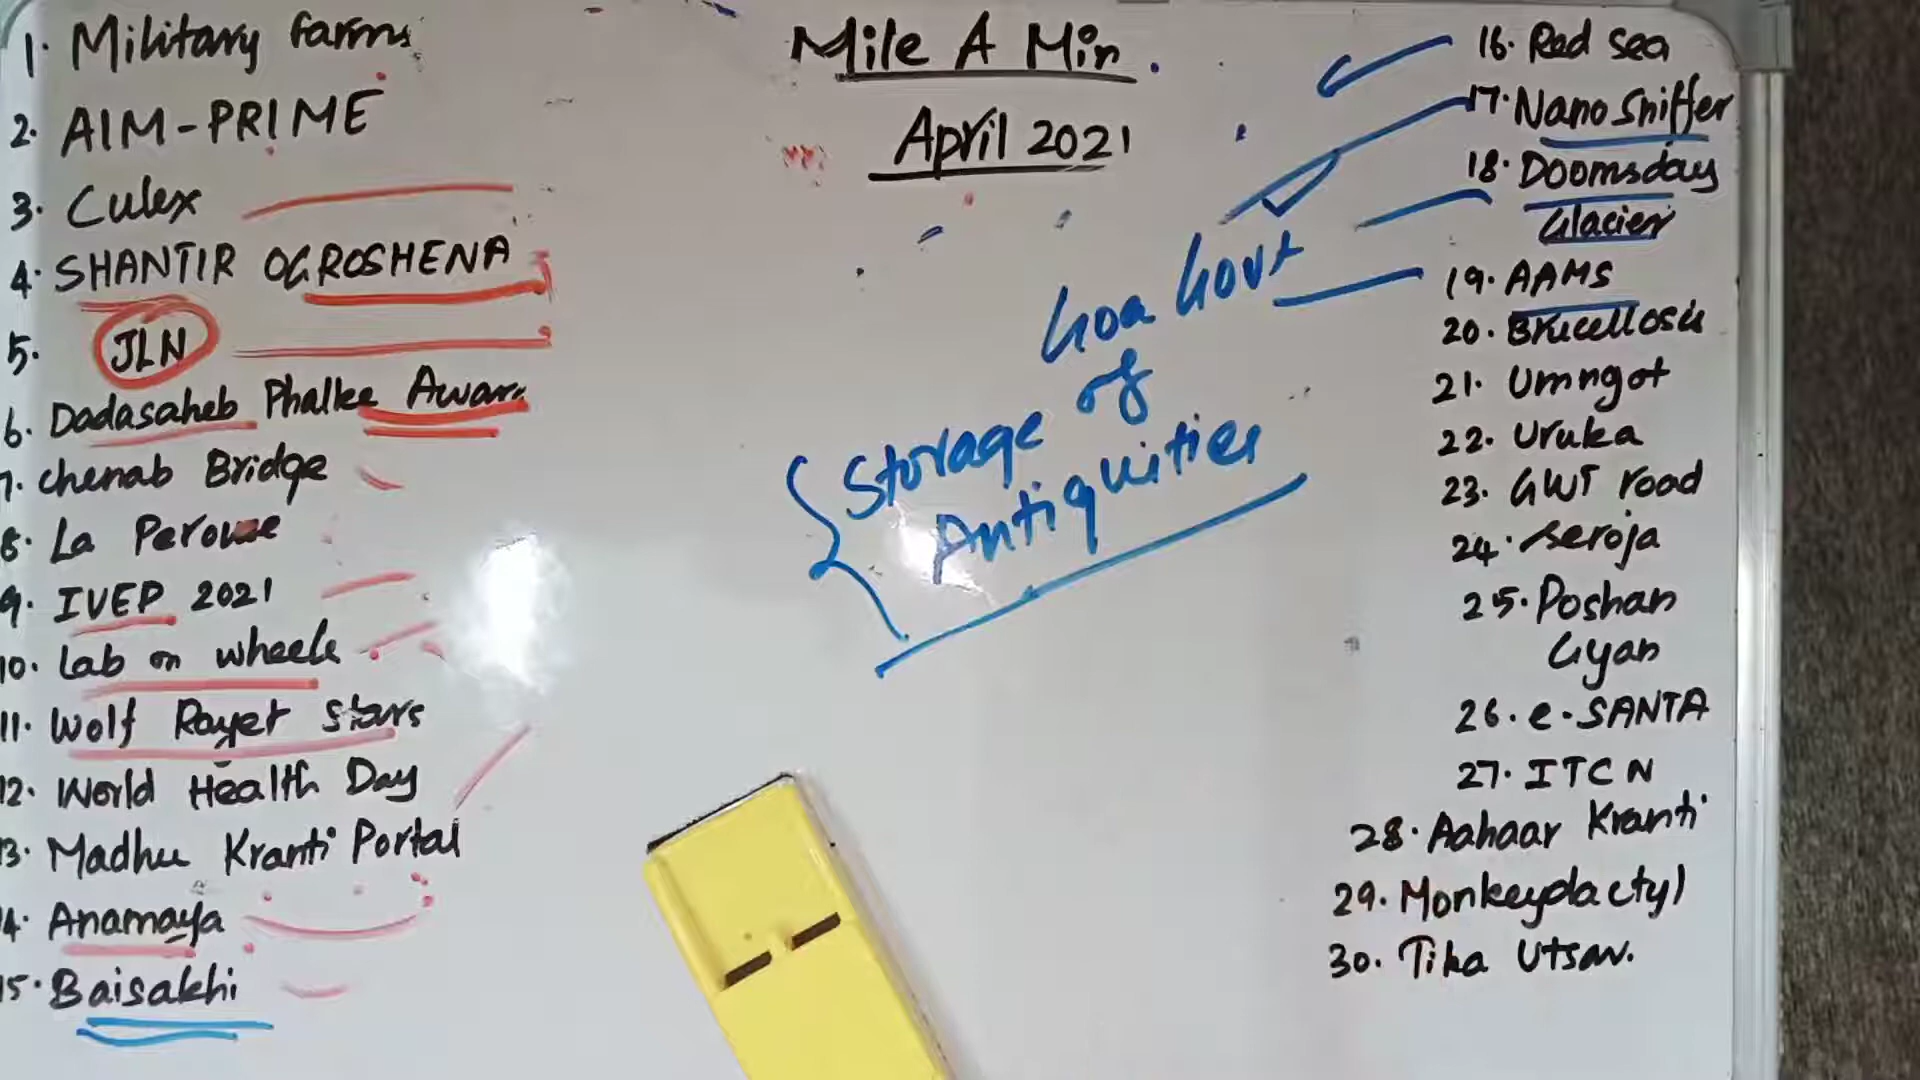 Mile A Min.
April 2021
1. Military farms
2. AIM-PRIME
3. Culex
4. SHANTIR OGROSHENA
5. JLN
6. Dadasaheb Phalke Award
7. Chenab Bridge
8. La Perouse
9. IVEP 2021
10. Lab on wheels
11. Wolf Rayet Stars
12. World Health Day
13. Madhu Kranti Portal
14. Anamaya
15. Baisakhi
Goa Govt
Storage of
Antiquities
16. Red sea
17. Nano Sniffer
18. Doomsday
Glacier
19. AAMS
20. Brucellosis
21. Umngot
22. Uruka
23. GWT road
24. Seroja
25. Poshan
Gyan
26. e-SANTA
27. ITCN
28. Aahaar Kranti
29. Monkeydactyl
30. Tika Utsav.